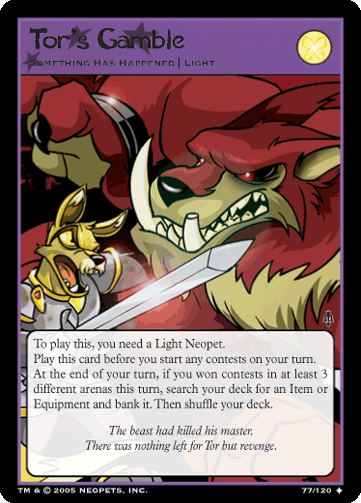 Tor's Gamble
Something Has Happened | Light
To play this, you need a Light Neopet.
Play this card before you start any contests on your turn.
At the end of your turn, if you won contests in at least 3
different arenas this turn, search your deck for an Item or
Equipment and bank it. Then shuffle your deck.
The beast had killed his master.
There was nothing left for Tor but revenge.
TM & © 2005 NEOPETS, INC.
77/120